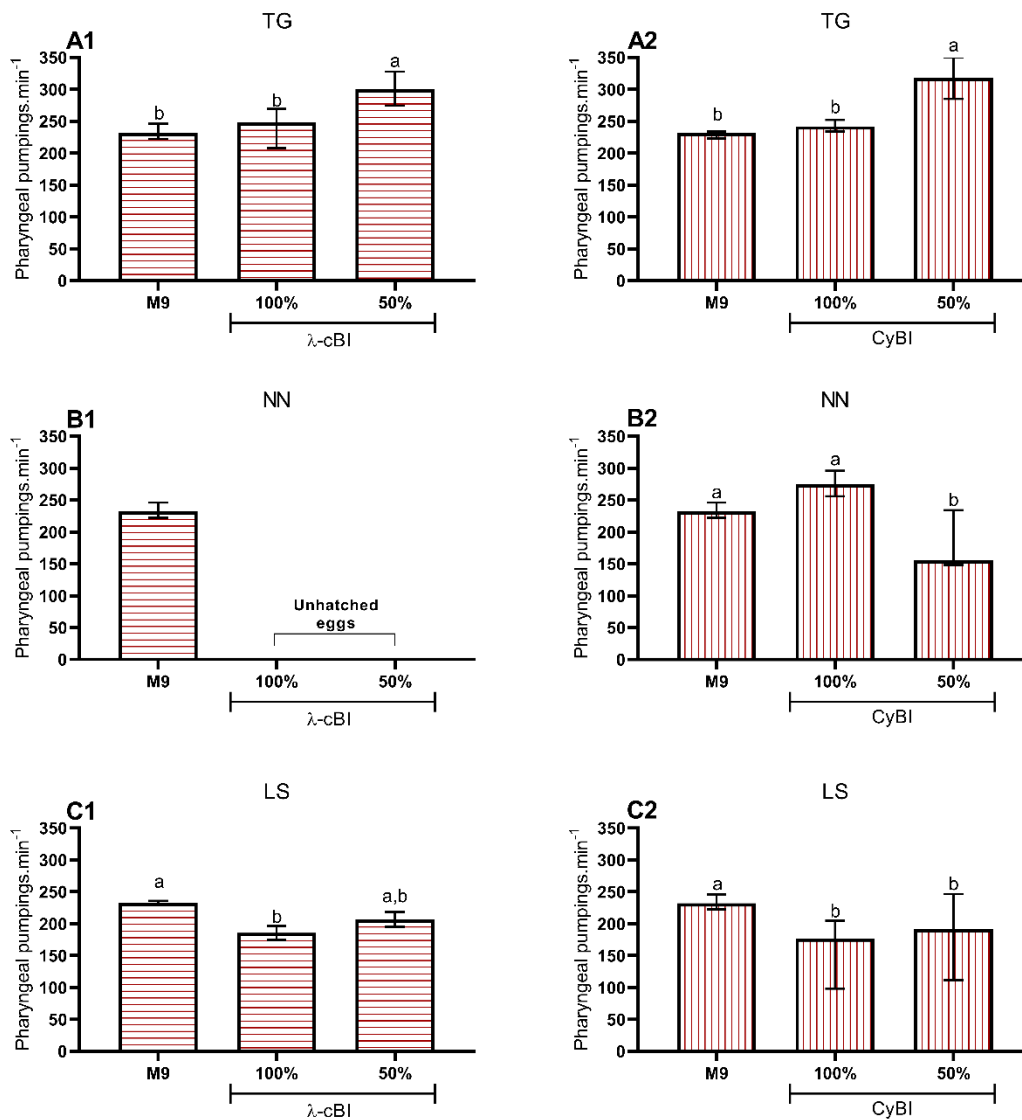 TG
A1
Pharyngeal pumpings.min⁻¹
350
300
250
200
150
100
50
0
b
b
a
M9
100%
50%
λ-cBI
TG
A2
Pharyngeal pumpings.min⁻¹
350
300
250
200
150
100
50
0
b
b
a
M9
100%
50%
CyBI
NN
B1
Pharyngeal pumpings.min⁻¹
350
300
250
200
150
100
50
0
Unhatched
eggs
M9
100%
50%
λ-cBI
NN
B2
Pharyngeal pumpings.min⁻¹
350
300
250
200
150
100
50
0
a
a
b
M9
100%
50%
CyBI
LS
C1
Pharyngeal pumpings.min⁻¹
350
300
250
200
150
100
50
0
a
b
a,b
M9
100%
50%
λ-cBI
LS
C2
Pharyngeal pumpings.min⁻¹
350
300
250
200
150
100
50
0
a
b
b
M9
100%
50%
CyBI